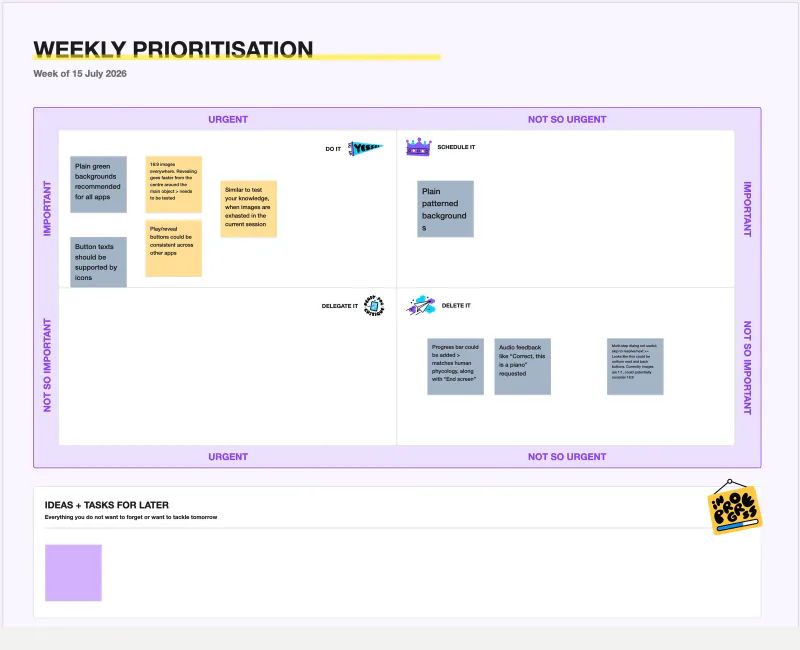 WEEKLY PRIORITISATION
Week of 15 July 2026
URGENT
NOT SO URGENT
IMPORTANT
DO IT
YES
Plain green
backgrounds
recommended
for all apps
16:9 images
everywhere. Revealing
goes faster from the
centre around the
main object > needs
to be tested
Similar to test
your knowledge,
when images are
exhasted in the
current session
Button texts
should be
supported by
icons
Play/reveal
buttons could be
consistent across
other apps
SCHEDULE IT
Plain
patterned
background
s
IMPORTANT
NOT SO IMPORTANT
DELEGATE IT
DELETE IT
Progress bar could
be added >
matches human
phycology, along
with "End screen"
Audio feedback
like "Correct, this
is a piano"
requested
NOT SO IMPORTANT
URGENT
NOT SO URGENT
IDEAS + TASKS FOR LATER
Everything you do not want to forget or want to tackle tomorrow
IN
PROGRESS